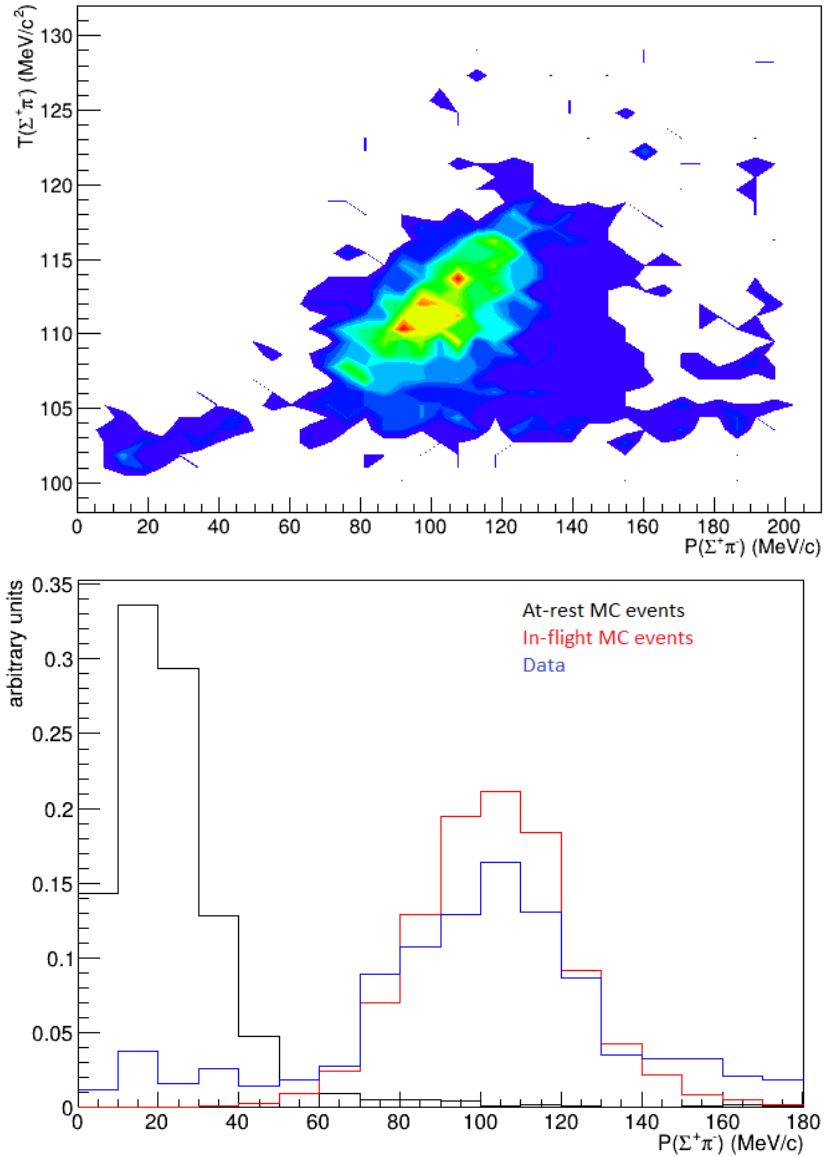 T(Σ⁺π⁻) (MeV/c²)
130
125
120
115
110
105
100
0 20 40 60 80 100 120 140 160 180 200
P(Σ⁺π⁻) (MeV/c)
arbitrary units
0.35
0.3
0.25
0.2
0.15
0.1
0.05
0
At-rest MC events
In-flight MC events
Data
0 20 40 60 80 100 120 140 160 180
P(Σ⁺π⁻) (MeV/c)